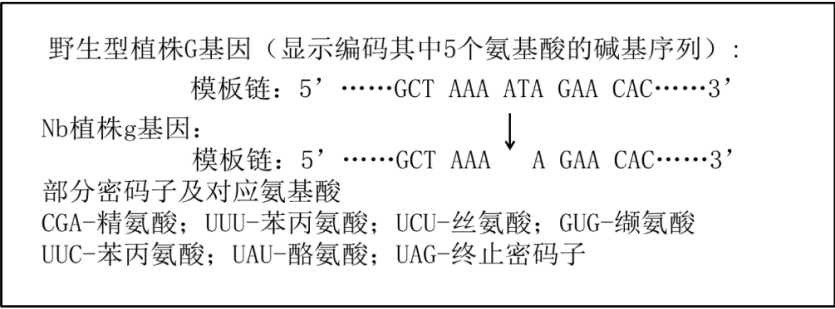 野生型植株G基因（显示编码其中5个氨基酸的碱基序列）:
模板链：5’ ……GCT AAA ATA GAA CAC……3’
Nb植株g基因：
模板链：5’ ……GCT AAA A GAA CAC……3’
部分密码子及对应氨基酸
CGA-精氨酸；UUU-苯丙氨酸；UCU-丝氨酸；GUG-缬氨酸
UUC-苯丙氨酸；UAU-酪氨酸；UAG-终止密码子